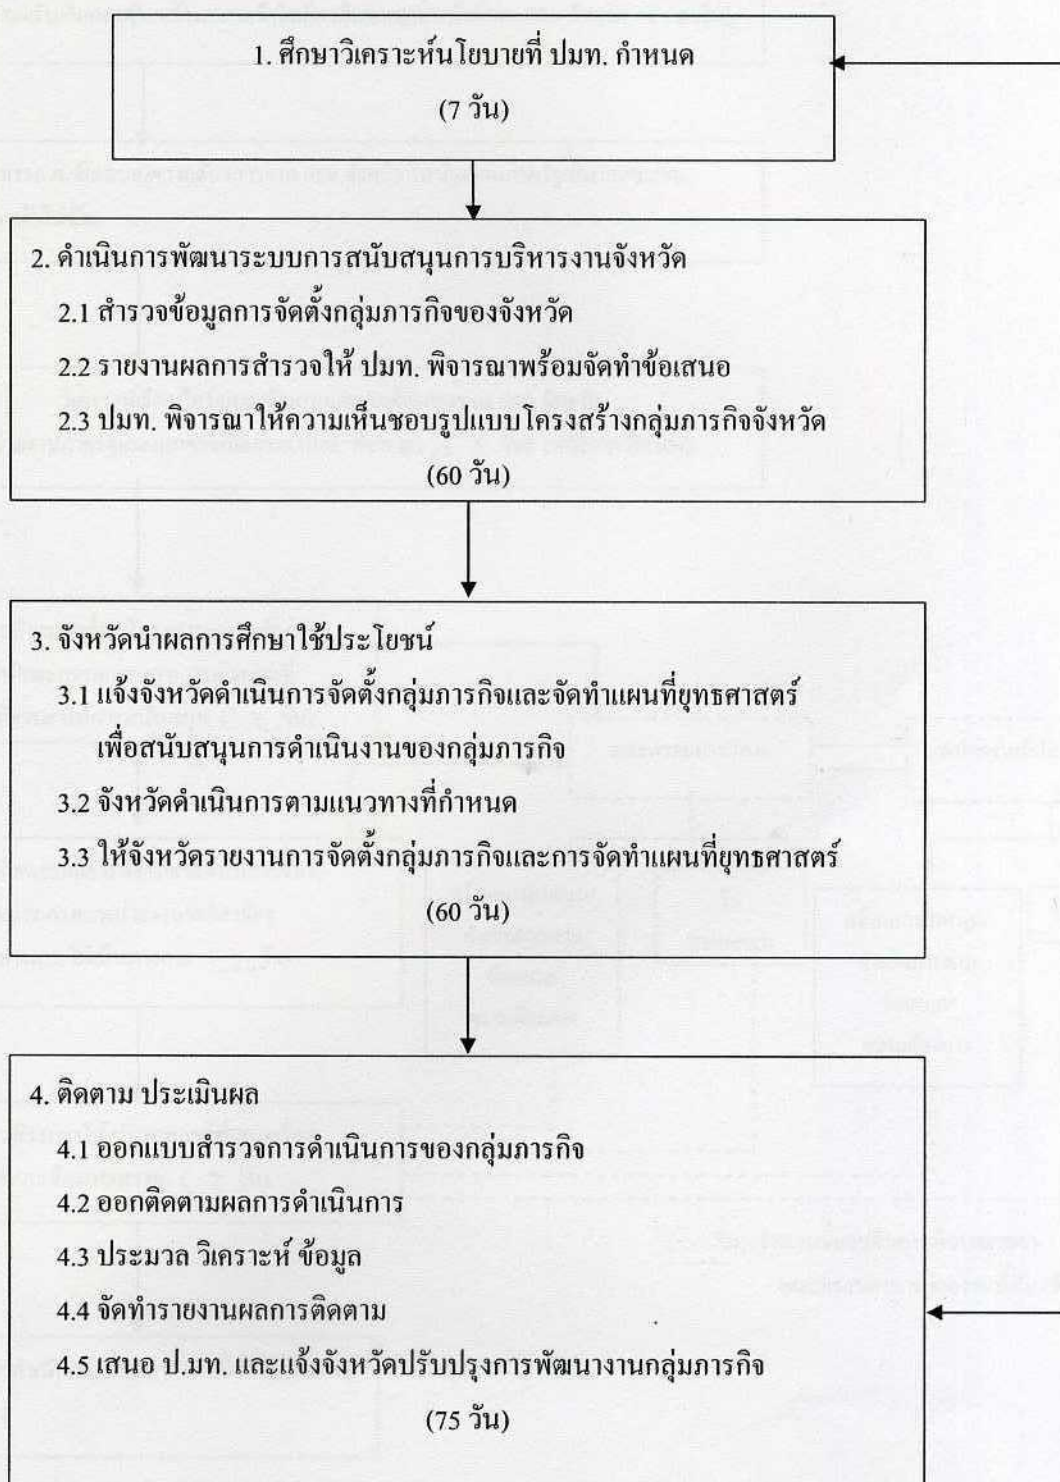 1. ศึกษาวิเคราะห์นโยบายที่ ปมท. กำหนด
(7 วัน)
2. ดำเนินการพัฒนาระบบการสนับสนุนการบริหารงานจังหวัด
2.1 สำรวจข้อมูลการจัดตั้งกลุ่มภารกิจของจังหวัด
2.2 รายงานผลการสำรวจให้ ปมท. พิจารณาพร้อมจัดทำข้อเสนอ
2.3 ปมท. พิจารณาให้ความเห็นชอบรูปแบบโครงสร้างกลุ่มภารกิจจังหวัด
(60 วัน)
3. จังหวัดนำผลการศึกษาใช้ประโยชน์
3.1 แจ้งจังหวัดดำเนินการจัดตั้งกลุ่มภารกิจและจัดทำแผนที่ยุทธศาสตร์
เพื่อสนับสนุนการดำเนินงานของกลุ่มภารกิจ
3.2 จังหวัดดำเนินการตามแนวทางที่กำหนด
3.3 ให้จังหวัดรายงานการจัดตั้งกลุ่มภารกิจและการจัดทำแผนที่ยุทธศาสตร์
(60 วัน)
4. ติดตาม ประเมินผล
4.1 ออกแบบสำรวจการดำเนินการของกลุ่มภารกิจ
4.2 ออกติดตามผลการดำเนินการ
4.3 ประมวล วิเคราะห์ ข้อมูล
4.4 จัดทำรายงานผลการติดตาม
4.5 เสนอ ป.มท. และแจ้งจังหวัดปรับปรุงการพัฒนางานกลุ่มภารกิจ
(75 วัน)